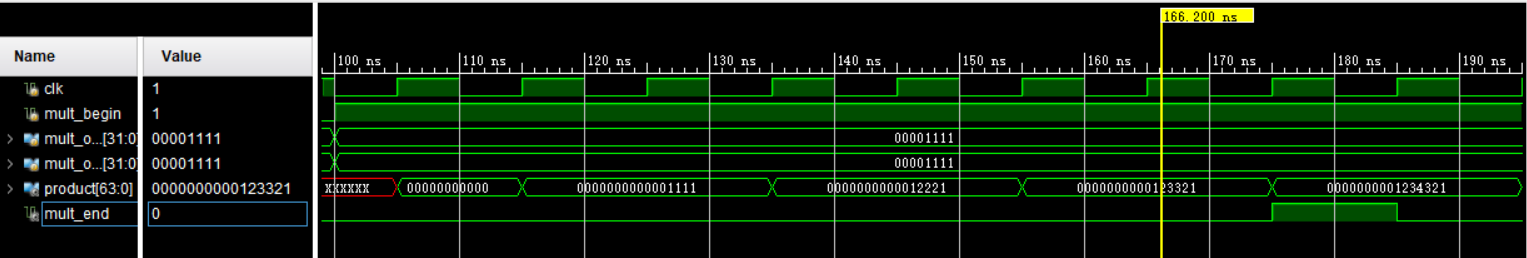 166.200 ns
Name Value
100 ns 110 ns 120 ns 130 ns 140 ns 150 ns 160 ns 170 ns 180 ns 190 ns
clk 1
mult_begin 1
mult_o...[31:0] 00001111 00001111
mult_o...[31:0] 00001111 00001111
product[63:0] 0000000000123321 XXXXXX 00000000000 0000000000001111 0000000000012221 0000000000123321 0000000001234321
mult_end 0